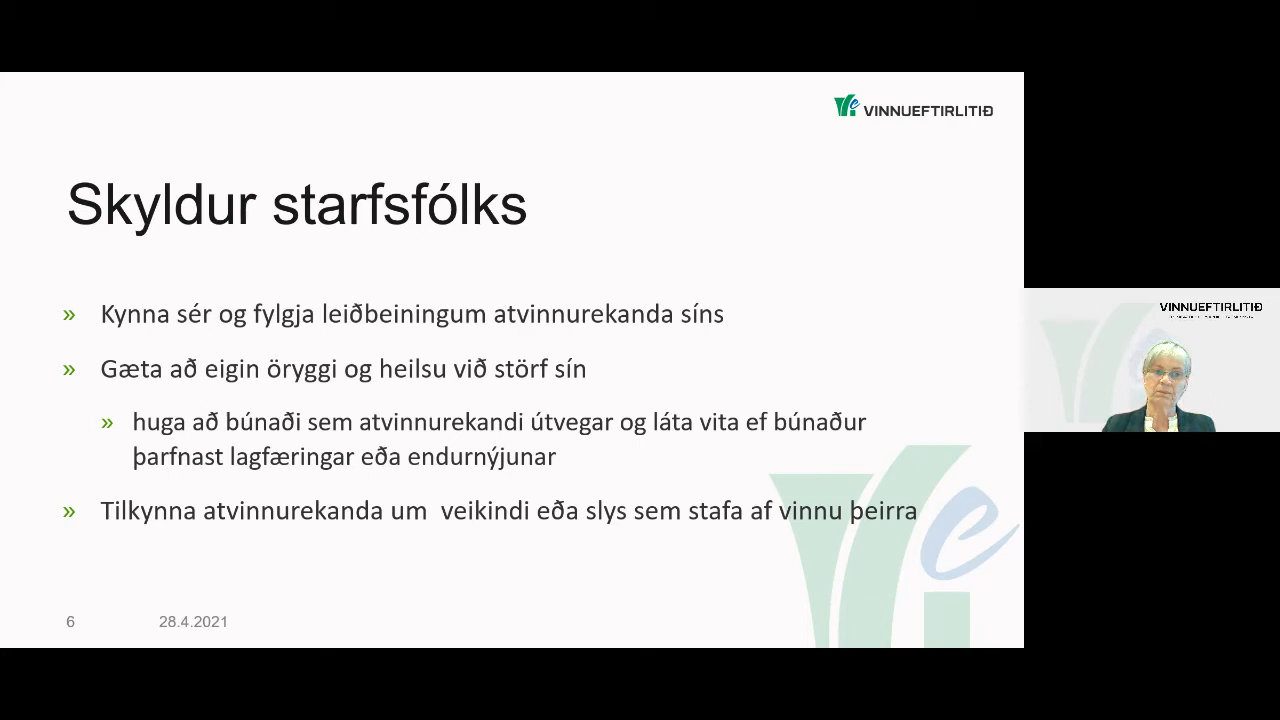 VINNUEFTIRLITIÐ
Skyldur starfsfólks
» Kynna sér og fylgja leiðbeiningum atvinnurekanda síns
» Gæta að eigin öryggi og heilsu við störf sín
» huga að búnaði sem atvinnurekandi útvegar og láta vita ef búnaður
þarfnast lagfæringar eða endurnýjunar
» Tilkynna atvinnurekanda um  veikindi eða slys sem stafa af vinnu þeirra
6 28.4.2021
VINNUEFTIRLITIÐ